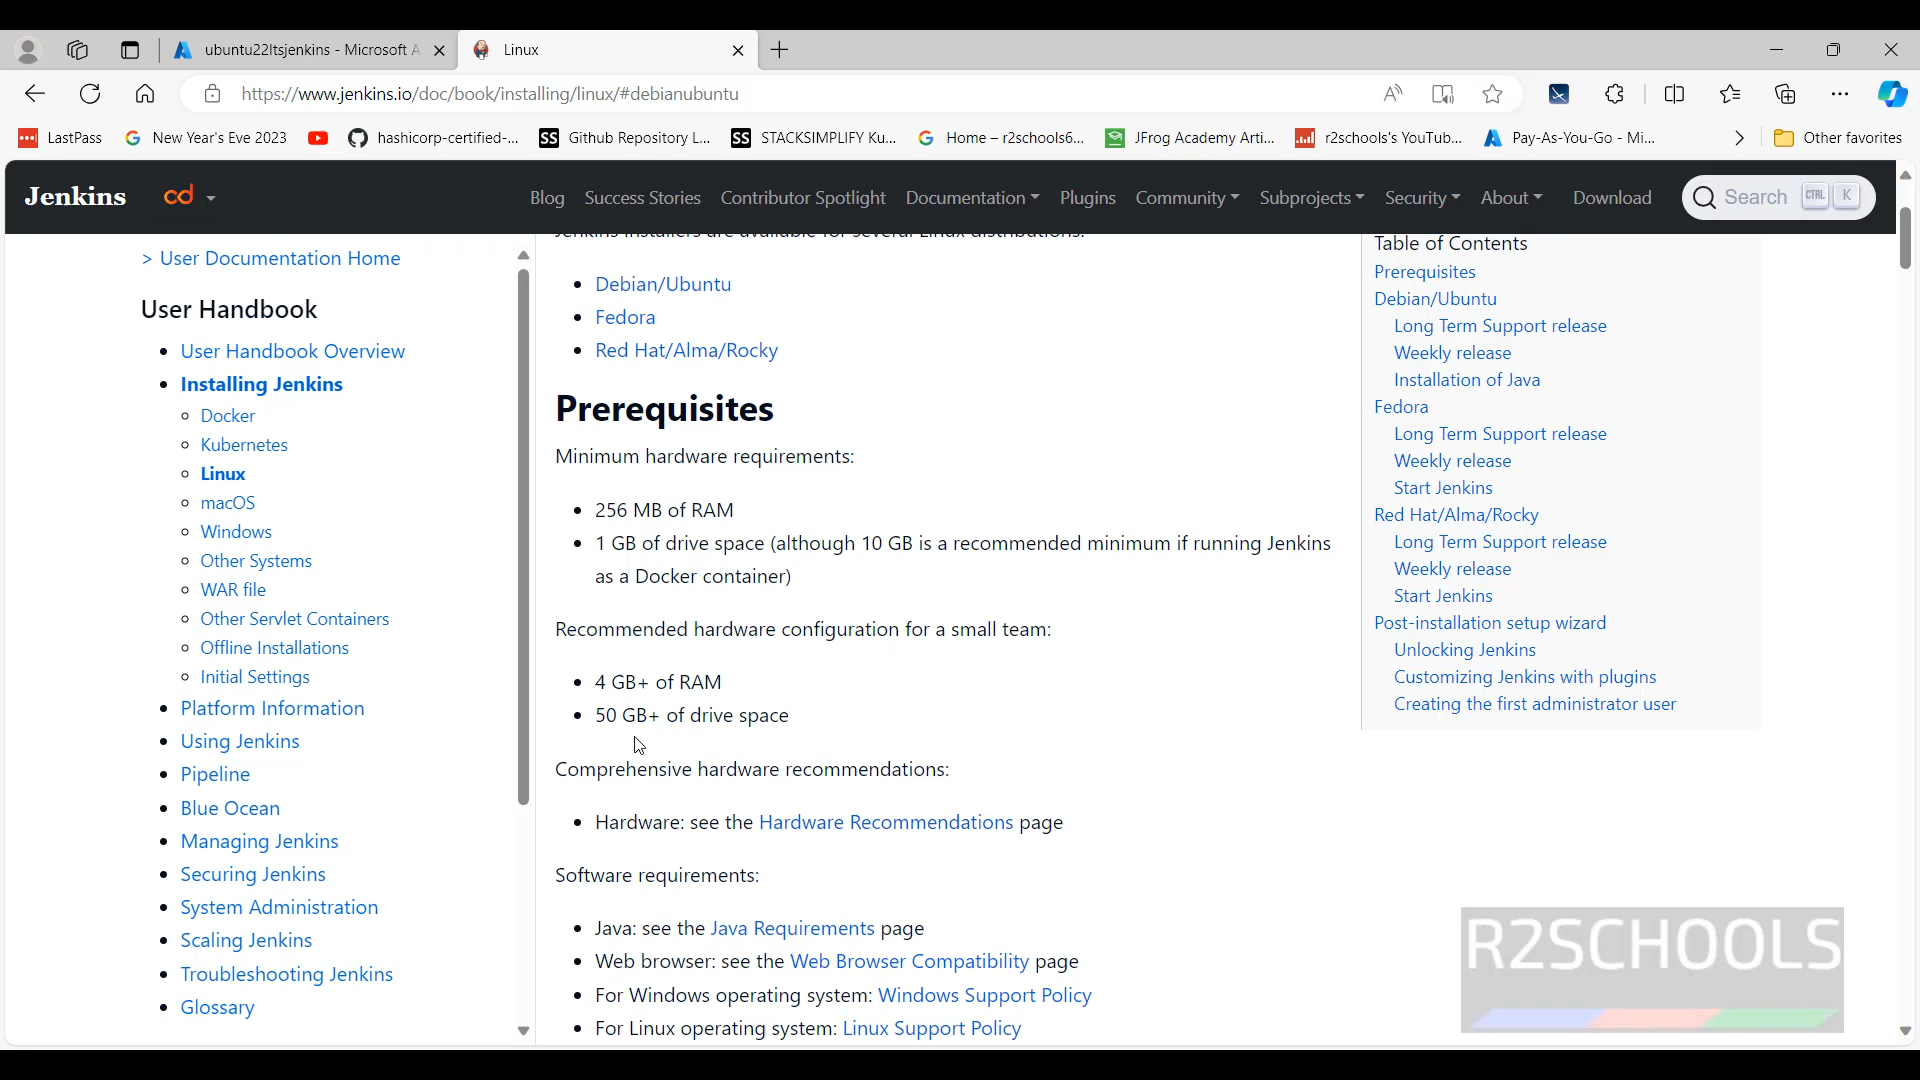 ubuntu22ltsjenkins - Microsoft A
Linux
https://www.jenkins.io/doc/book/installing/linux/#debianubuntu
LastPass
New Year's Eve 2023
hashicorp-certified-...
Github Repository L...
STACKSIMPLIFY Ku...
Home – r2schools6...
JFrog Academy Arti...
r2schools's YouTub...
Pay-As-You-Go - Mi...
Other favorites
Jenkins
cd
Blog
Success Stories
Contributor Spotlight
Documentation
Plugins
Community
Subprojects
Security
About
Download
Search
CTRL
K
> User Documentation Home
User Handbook
User Handbook Overview
Installing Jenkins
Docker
Kubernetes
Linux
macOS
Windows
Other Systems
WAR file
Other Servlet Containers
Offline Installations
Initial Settings
Platform Information
Using Jenkins
Pipeline
Blue Ocean
Managing Jenkins
Securing Jenkins
System Administration
Scaling Jenkins
Troubleshooting Jenkins
Glossary
Jenkins installers are available for several Linux distributions.
Debian/Ubuntu
Fedora
Red Hat/Alma/Rocky
Prerequisites
Minimum hardware requirements:
256 MB of RAM
1 GB of drive space (although 10 GB is a recommended minimum if running Jenkins
as a Docker container)
Recommended hardware configuration for a small team:
4 GB+ of RAM
50 GB+ of drive space
Comprehensive hardware recommendations:
Hardware: see the Hardware Recommendations page
Software requirements:
Java: see the Java Requirements page
Web browser: see the Web Browser Compatibility page
For Windows operating system: Windows Support Policy
For Linux operating system: Linux Support Policy
Table of Contents
Prerequisites
Debian/Ubuntu
Long Term Support release
Weekly release
Installation of Java
Fedora
Long Term Support release
Weekly release
Start Jenkins
Red Hat/Alma/Rocky
Long Term Support release
Weekly release
Start Jenkins
Post-installation setup wizard
Unlocking Jenkins
Customizing Jenkins with plugins
Creating the first administrator user
R2SCHOOLS